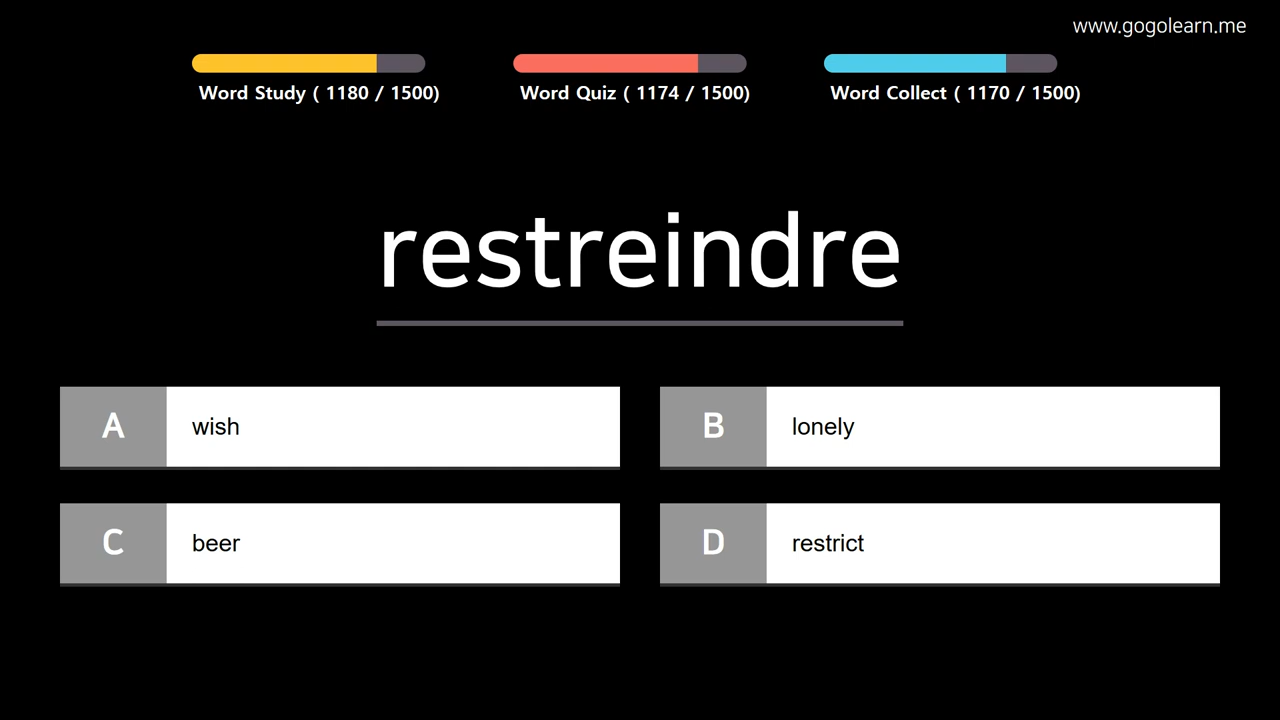 www.gogolearn.me
Word Study ( 1180 / 1500)
Word Quiz ( 1174 / 1500)
Word Collect ( 1170 / 1500)
restreindre
A wish
B lonely
C beer
D restrict